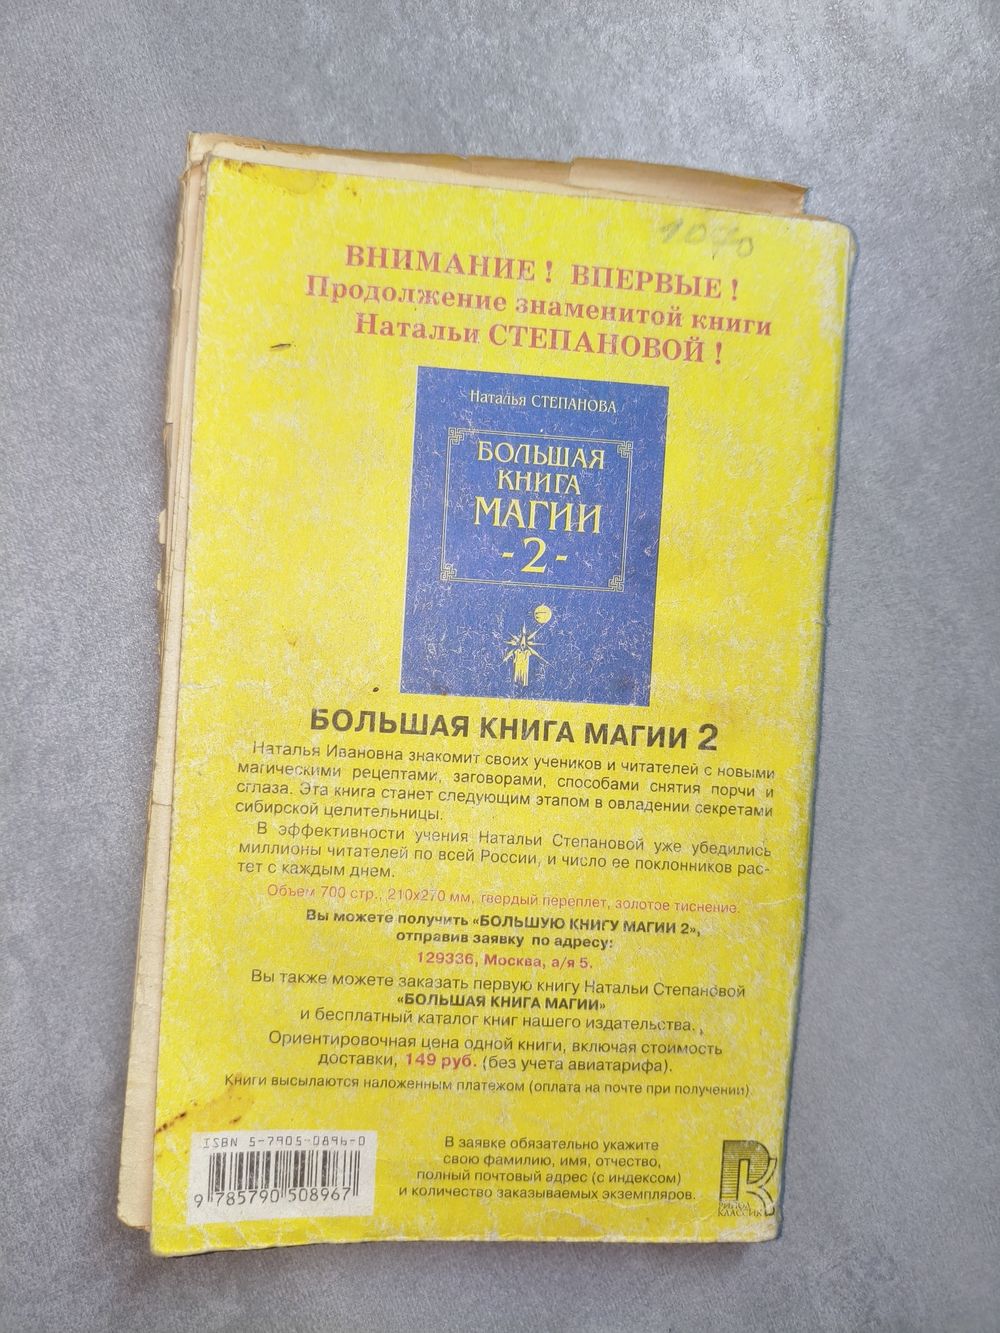 ВНИМАНИЕ! ВПЕРВЫЕ!
Продолжение знаменитой книги
Натальи СТЕПАНОВОЙ!
Наталья СТЕПАНОВА
БОЛЬШАЯ
КНИГА
МАГИИ
-2-
БОЛЬШАЯ КНИГА МАГИИ 2
Наталья Ивановна знакомит своих учеников и читателей с новыми
магическими рецептами, заговорами, способами снятия порчи и
сглаза. Эта книга станет следующим этапом в овладении секретами
сибирской целительницы.
В эффективности учения Натальи Степановой уже убедились
миллионы читателей по всей России, и число ее поклонников рас-
тет с каждым днем.
Объем 700 стр., 210х270 мм, твердый переплет, золотое тиснение.
Вы можете получить «БОЛЬШУЮ КНИГУ МАГИИ 2»,
отправив заявку по адресу:
129336, Москва, а/я 5.
Вы также можете заказать первую книгу Натальи Степановой
«БОЛЬШАЯ КНИГА МАГИИ»
и бесплатный каталог книг нашего издательства.
Ориентировочная цена одной книги, включая стоимость
доставки, 149 руб. (без учета авиатарифа).
Книги высылаются наложенным платежом (оплата на почте при получении)
ISBN 5-7905-0896-0
9 785790 508967
В заявке обязательно укажите
свою фамилию, имя, отчество,
полный почтовый адрес (с индексом)
и количество заказываемых экземпляров.
РИПОЛ
КЛАССИК